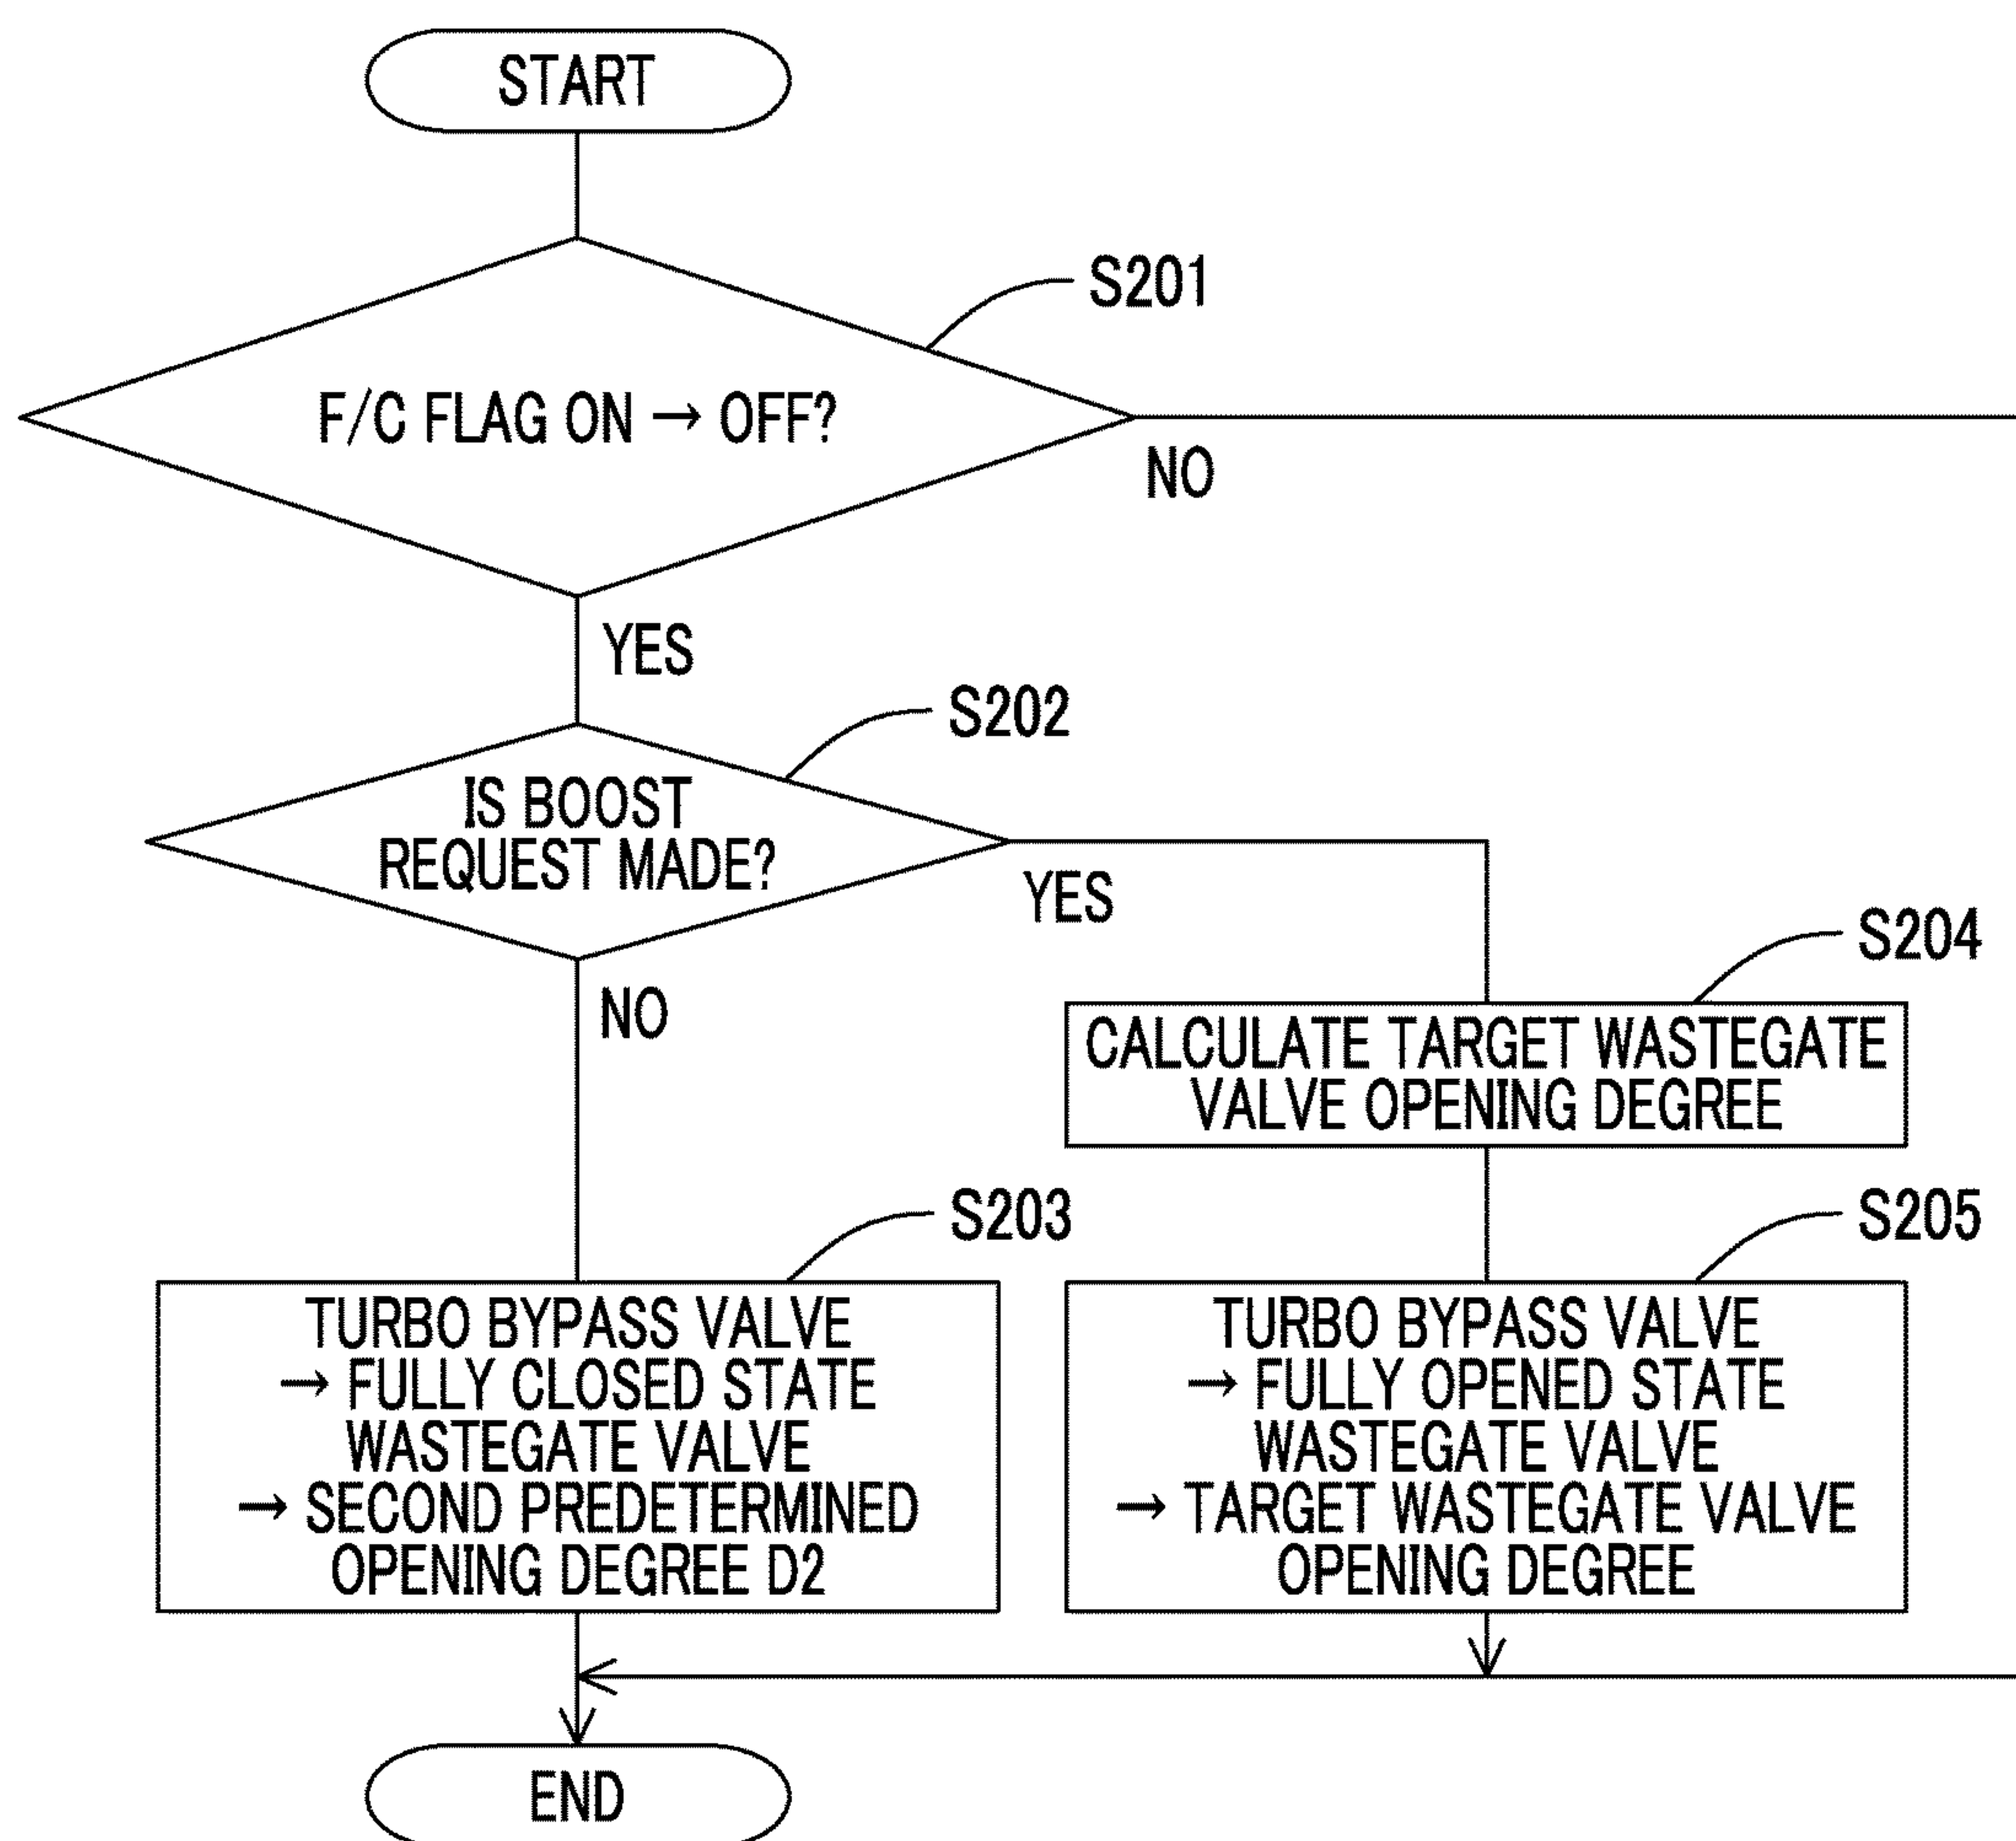 START
S201
F/C FLAG ON → OFF?
NO
YES
S202
IS BOOST
REQUEST MADE?
YES
NO
S204
CALCULATE TARGET WASTEGATE
VALVE OPENING DEGREE
S203
TURBO BYPASS VALVE
→ FULLY CLOSED STATE
WASTEGATE VALVE
→ SECOND PREDETERMINED
OPENING DEGREE D2
S205
TURBO BYPASS VALVE
→ FULLY OPENED STATE
WASTEGATE VALVE
→ TARGET WASTEGATE VALVE
OPENING DEGREE
END